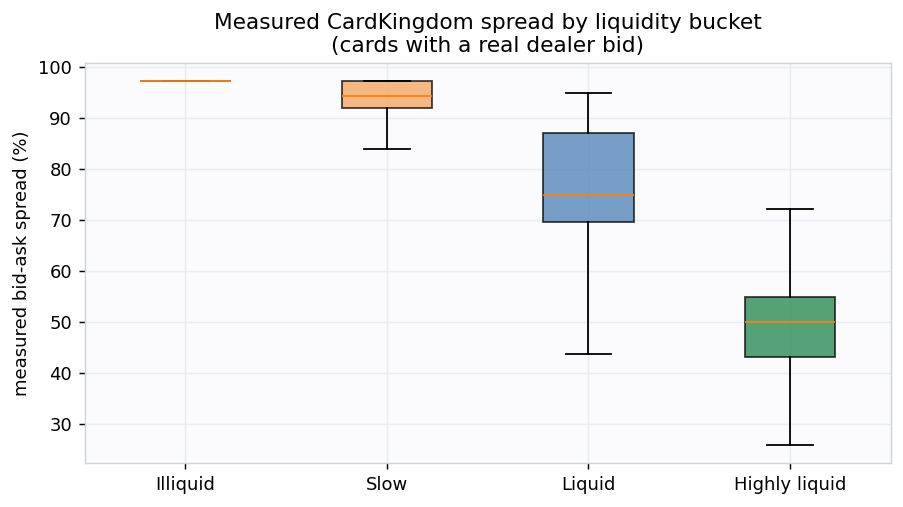 Measured CardKingdom spread by liquidity bucket
(cards with a real dealer bid)
measured bid-ask spread (%)
100
90
80
70
60
50
40
30
Illiquid
Slow
Liquid
Highly liquid